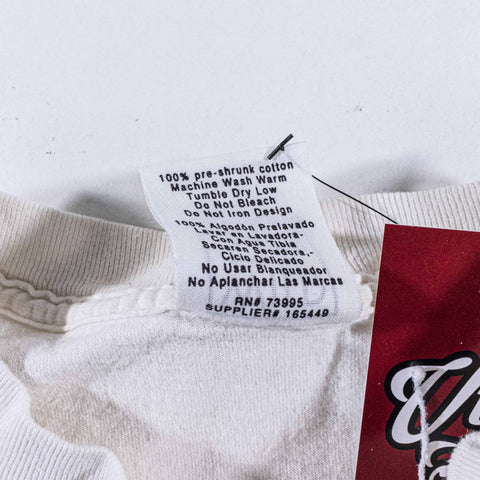 100% pre-shrunk cotton
Machine Wash Warm
Tumble Dry Low
Do Not Bleach
Do Not Iron Design
100% Algodón Prelavado
Lavar en Lavadora-
Con Agua Tibia
Secaren Secadora-
Ciclo Delicado
No Usar Blanqueador
No Aplanchar Las Marcas
RN# 73995
SUPPLIER# 165449